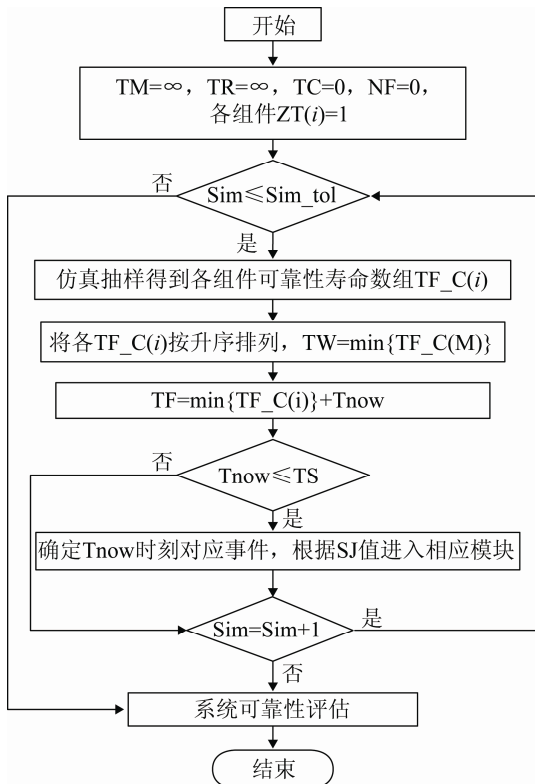 开始
TM=∞，TR=∞，TC=0，NF=0，
各组件ZT(i)=1
否
Sim≤Sim_tol
是
仿真抽样得到各组件可靠性寿命数组TF_C(i)
将各TF_C(i)按升序排列，TW=min{TF_C(M)}
TF=min{TF_C(i)}+Tnow
否
Tnow≤TS
是
确定Tnow时刻对应事件，根据SJ值进入相应模块
Sim=Sim+1
是
否
系统可靠性评估
结束